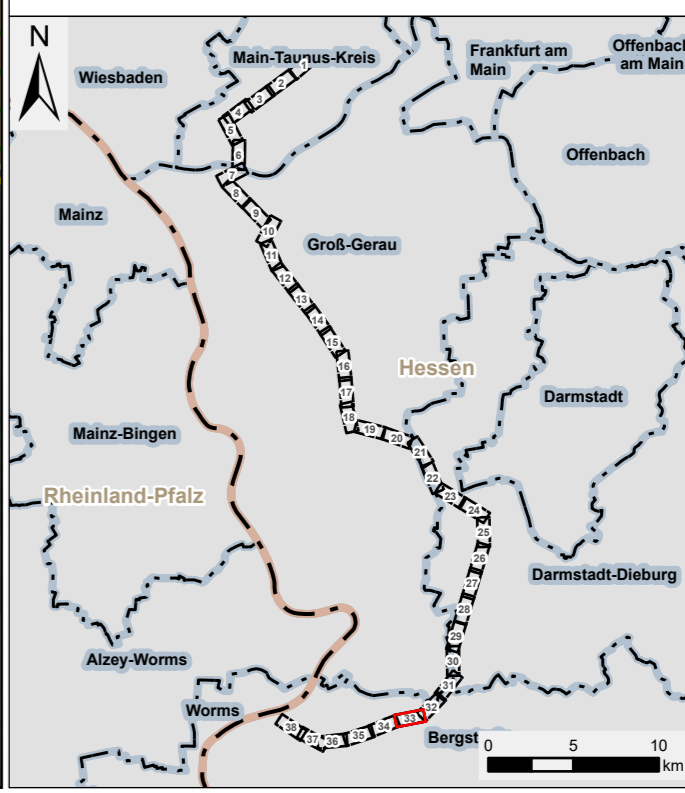 N
Wiesbaden
Main-Taunus-Kreis
Frankfurt am
Main
Offenbach
am Main
Offenbach
Mainz
Groß-Gerau
Hessen
Darmstadt
Mainz-Bingen
Rheinland-Pfalz
Darmstadt-Dieburg
Alzey-Worms
Worms
Bergst
1
2
3
4
5
6
7
8
9
10
11
12
13
14
15
16
17
18
19
20
21
22
23
24
25
26
27
28
29
30
31
32
33
34
35
36
37
38
0 5 10
km